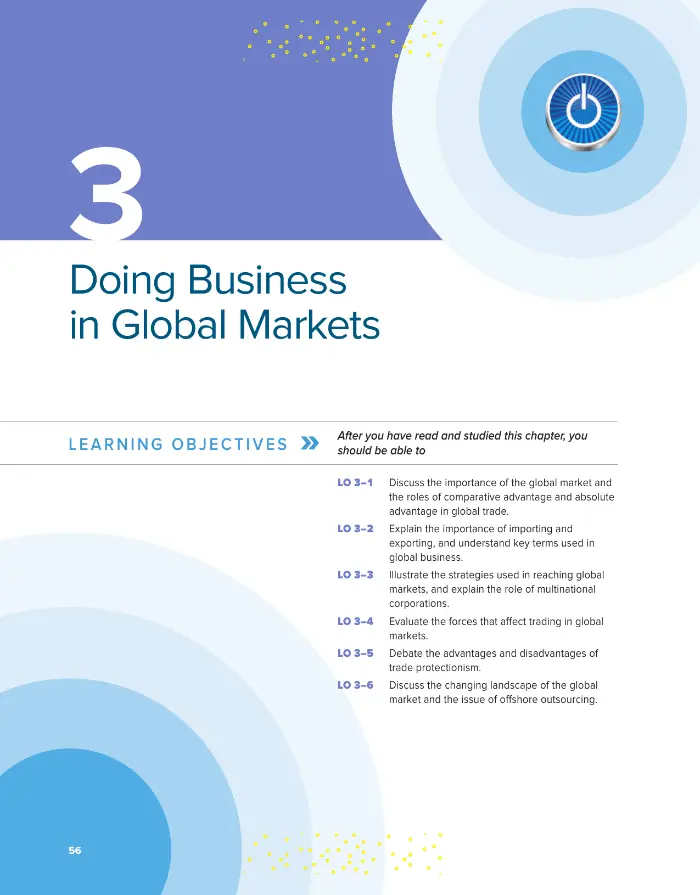 3
Doing Business
in Global Markets
LEARNING OBJECTIVES »
After you have read and studied this chapter, you
should be able to
LO 3–1 Discuss the importance of the global market and
the roles of comparative advantage and absolute
advantage in global trade.
LO 3–2 Explain the importance of importing and
exporting, and understand key terms used in
global business.
LO 3–3 Illustrate the strategies used in reaching global
markets, and explain the role of multinational
corporations.
LO 3–4 Evaluate the forces that affect trading in global
markets.
LO 3–5 Debate the advantages and disadvantages of
trade protectionism.
LO 3–6 Discuss the changing landscape of the global
market and the issue of offshore outsourcing.
56